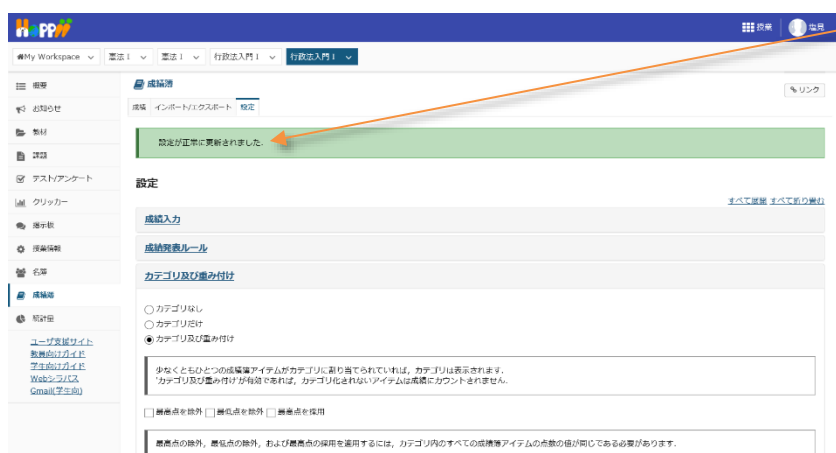 Hoppii
授業 塩見
My Workspace 憲法Ⅰ 憲法Ⅰ 行政法入門Ⅰ 行政法入門Ⅰ
概要
お知らせ
教材
課題
テスト/アンケート
クリッカー
掲示板
授業情報
名簿
成績簿
統計量
ユーザ支援サイト
教員向けガイド
学生向けガイド
Webシラバス
Gmail(学生向)
成績簿
リンク
成績 インポート/エクスポート 設定
設定が正常に更新されました.
設定
すべて展開 すべて折り畳む
成績入力
成績発表ルール
カテゴリ及び重み付け
カテゴリなし
カテゴリだけ
カテゴリ及び重み付け
少なくともひとつの成績簿アイテムがカテゴリに割り当てられていれば，カテゴリは表示されます．
'カテゴリ及び重み付け'が有効であれば，カテゴリ化されないアイテムは成績にカウントされません.
最高点を除外 最低点を除外 最高点を採用
最高点の除外，最低点の除外，および最高点の採用を適用するには，カテゴリ内のすべての成績簿アイテムの点数の値が同じである必要があります．